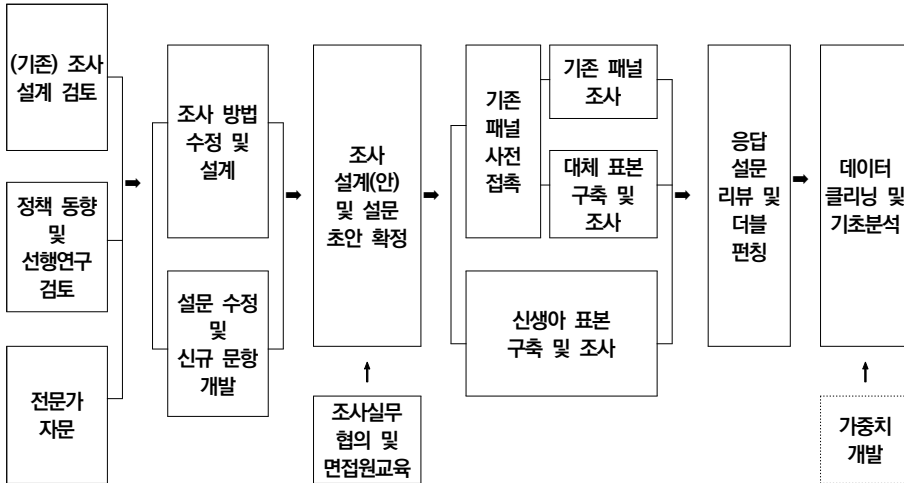 (기존) 조사
설계 검토
정책 동향
및
선행연구
검토
전문가
자문
조사 방법
수정 및
설계
설문 수정
및
신규 문항
개발
조사
설계(안)
및 설문
초안 확정
조사실무
협의 및
면접원교육
기존
패널
사전
접촉
기존 패널
조사
대체 표본
구축 및
조사
신생아 표본
구축 및 조사
응답
설문
리뷰 및
더블
펀칭
데이터
클리닝 및
기초분석
가중치
개발